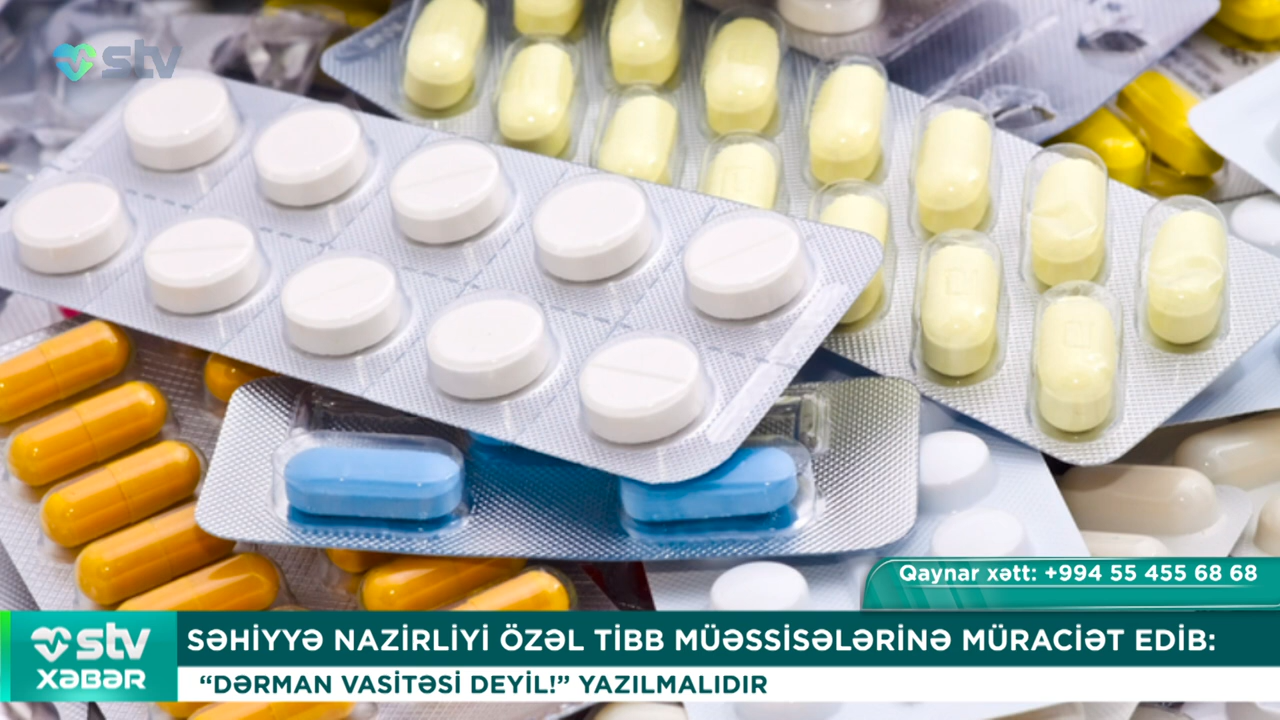 stv
Qaynar xətt: +994 55 455 68 68
stv
XƏBƏR
SƏHİYYƏ NAZİRLİYİ ÖZƏL TİBB MÜƏSSİSƏLƏRİNƏ MÜRACİƏT EDİB:
“DƏRMAN VASİTƏSİ DEYİL!” YAZILMALIDIR